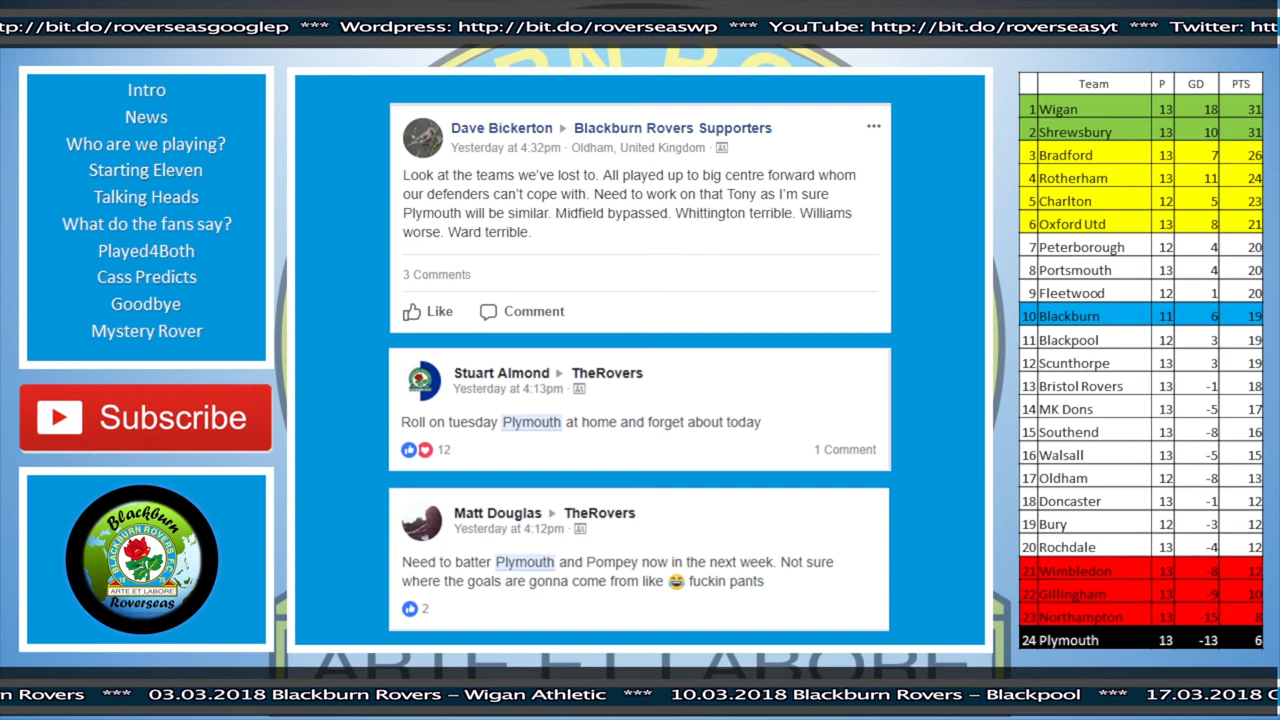 tp://bit.do/roverseasgooglep *** Wordpress: http://bit.do/roverseaswp *** YouTube: http://bit.do/roverseasyt *** Twitter: htt
Intro
News
Who are we playing?
Starting Eleven
Talking Heads
What do the fans say?
Played4Both
Cass Predicts
Goodbye
Mystery Rover
Subscribe
Blackburn
BLACKBURN ROVERS F.C.
18 75
ARTE ET LABORE
Roverseas
Dave Bickerton ▸ Blackburn Rovers Supporters
Yesterday at 4:32pm · Oldham, United Kingdom ·
Look at the teams we've lost to. All played up to big centre forward whom
our defenders can't cope with. Need to work on that Tony as I'm sure
Plymouth will be similar. Midfield bypassed. Whittington terrible. Williams
worse. Ward terrible.
3 Comments
Like Comment
Stuart Almond ▸ TheRovers
Yesterday at 4:13pm ·
Roll on tuesday Plymouth at home and forget about today
12 1 Comment
Matt Douglas ▸ TheRovers
Yesterday at 4:12pm ·
Need to batter Plymouth and Pompey now in the next week. Not sure
where the goals are gonna come from like 😂 fuckin pants
2
Team P GD PTS
1 Wigan 13 18 31
2 Shrewsbury 13 10 31
3 Bradford 13 7 26
4 Rotherham 13 11 24
5 Charlton 12 5 23
6 Oxford Utd 13 8 21
7 Peterborough 12 4 20
8 Portsmouth 13 4 20
9 Fleetwood 12 1 20
10 Blackburn 11 6 19
11 Blackpool 12 3 19
12 Scunthorpe 13 3 19
13 Bristol Rovers 13 -1 18
14 MK Dons 13 -5 17
15 Southend 13 -8 16
16 Walsall 13 -5 15
17 Oldham 12 -8 13
18 Doncaster 13 -1 12
19 Bury 12 -3 12
20 Rochdale 13 -4 12
21 Wimbledon 13 -8 12
22 Gillingham 13 -9 10
23 Northampton 13 -15 8
24 Plymouth 13 -13 6
ARTE ET LABORE
rn Rovers *** 03.03.2018 Blackburn Rovers – Wigan Athletic *** 10.03.2018 Blackburn Rovers – Blackpool *** 17.03.2018